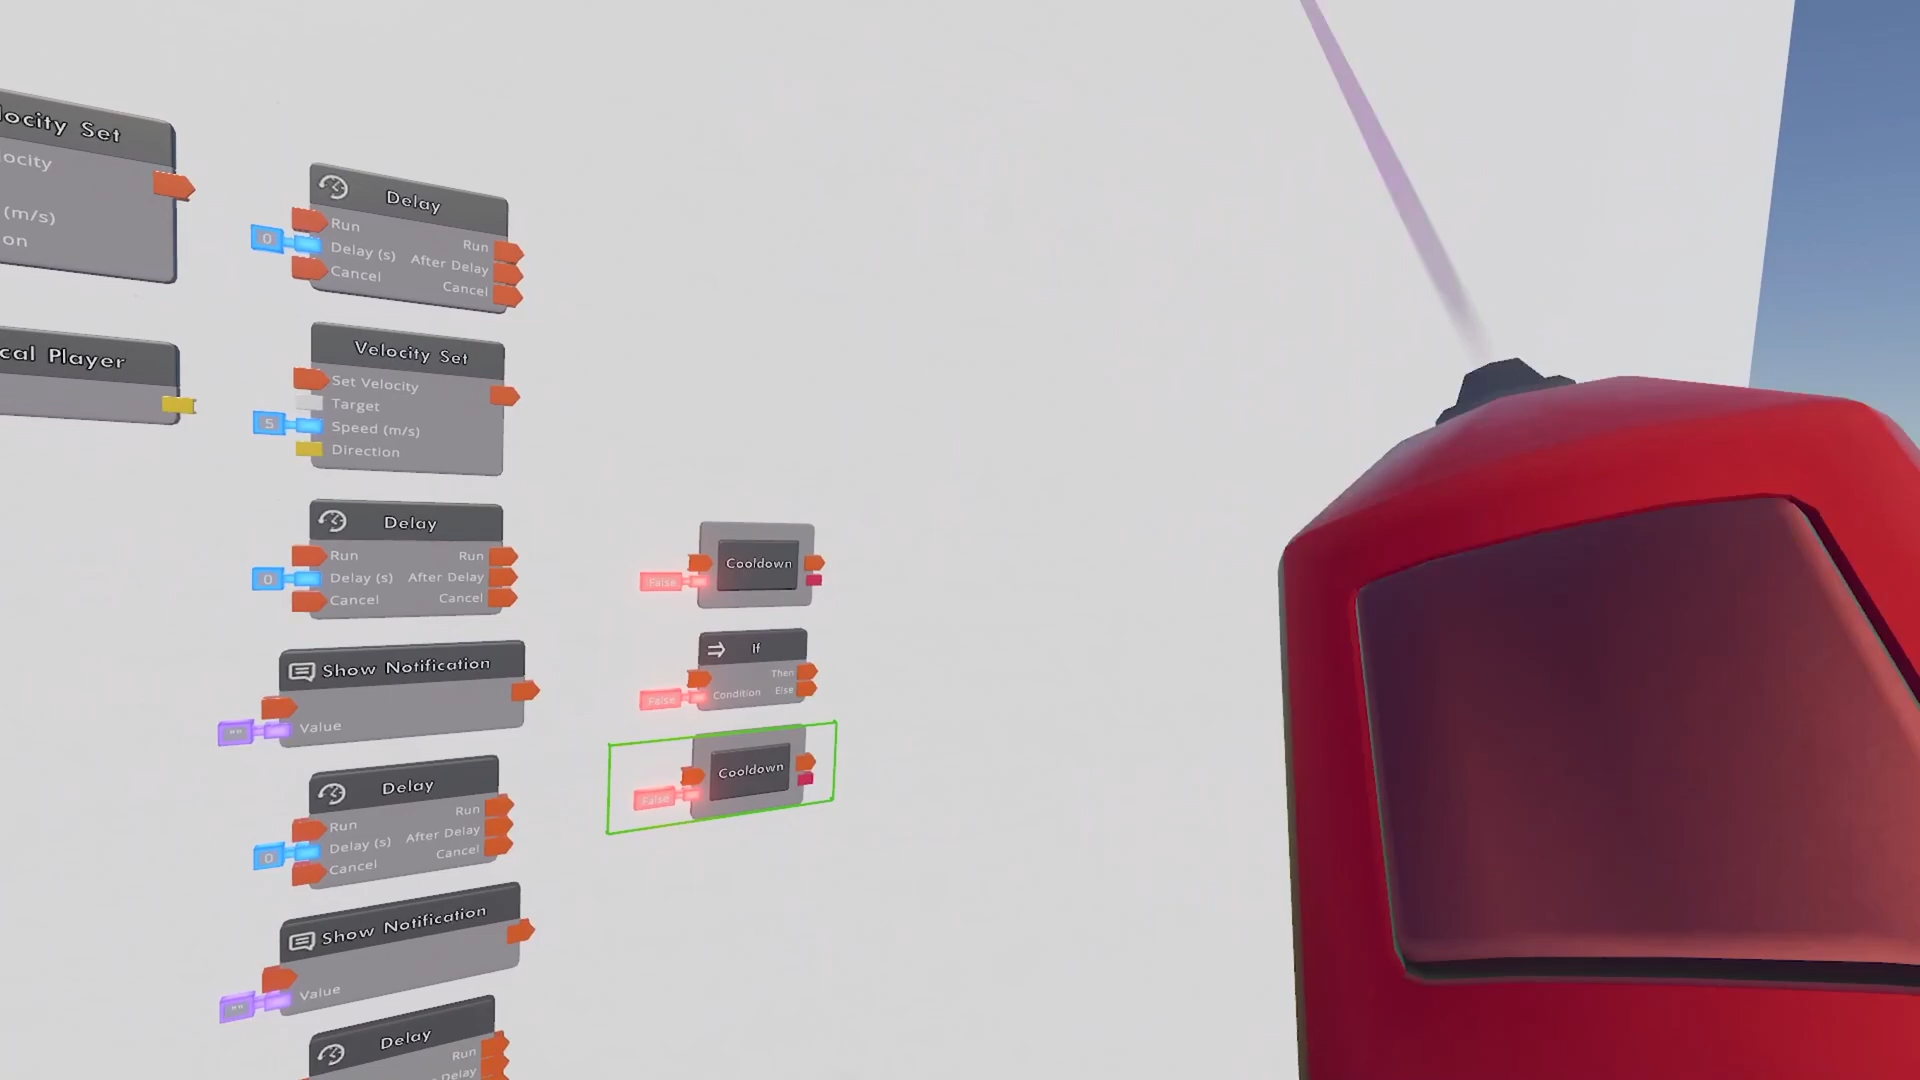 locity Set
ocity
(m/s)
on
cal Player
Delay
Run
Delay (s)
Cancel
Run
After Delay
Cancel
0
Velocity Set
Set Velocity
Target
Speed (m/s)
Direction
5
Delay
Run
Delay (s)
Cancel
Run
After Delay
Cancel
0
Show Notification
Value
""
Delay
Run
Delay (s)
Cancel
Run
After Delay
Cancel
0
Show Notification
Value
""
Delay
Run
Delay
Cooldown
False
If
Then
Condition
Else
False
Cooldown
False